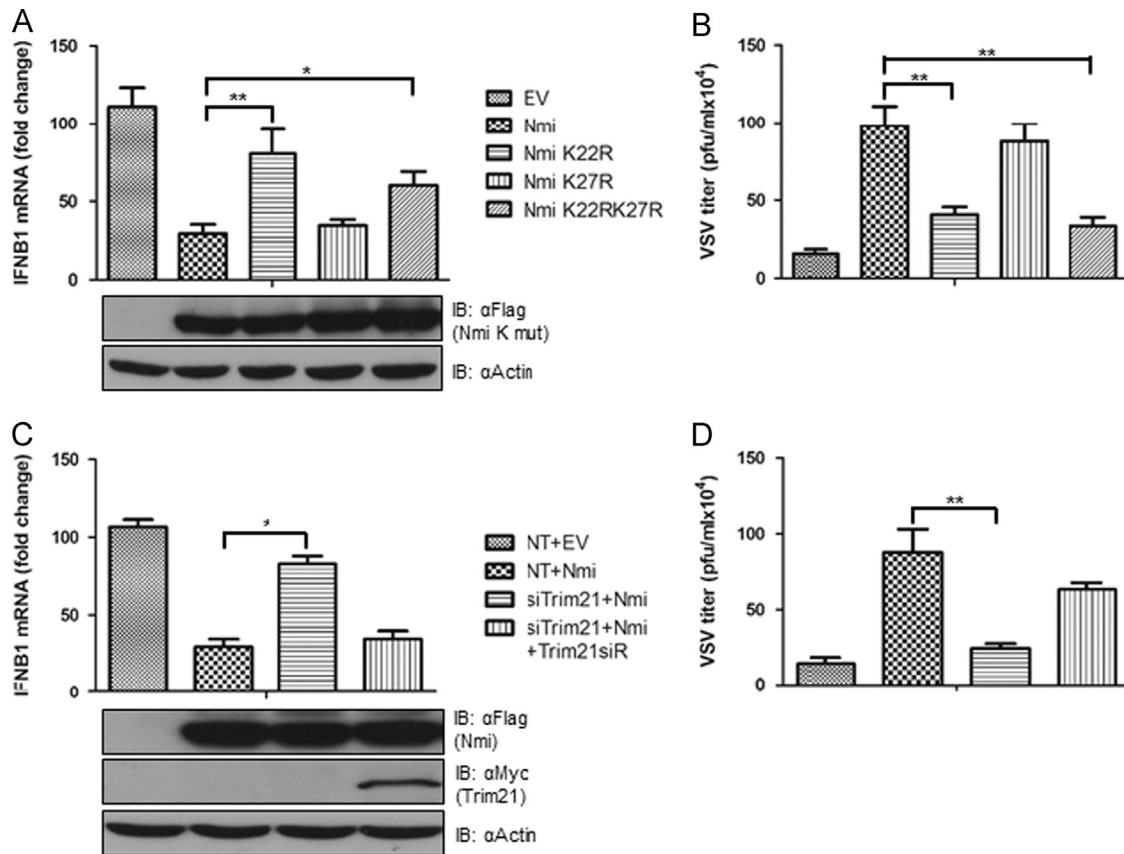 A
IFNB1 mRNA (fold change)
150
100
50
0
**
*
EV
Nmi
Nmi K22R
Nmi K27R
Nmi K22RK27R
IB: αFlag
(Nmi K mut)
IB: αActin
B
VSV titer (pfu/mlx10⁴)
150
100
50
0
**
**
C
IFNB1 mRNA (fold change)
150
100
50
0
*
NT+EV
NT+Nmi
siTrim21+Nmi
siTrim21+Nmi
+Trim21siR
IB: αFlag
(Nmi)
IB: αMyc
(Trim21)
IB: αActin
D
VSV titer (pfu/mlx10⁴)
150
100
50
0
**